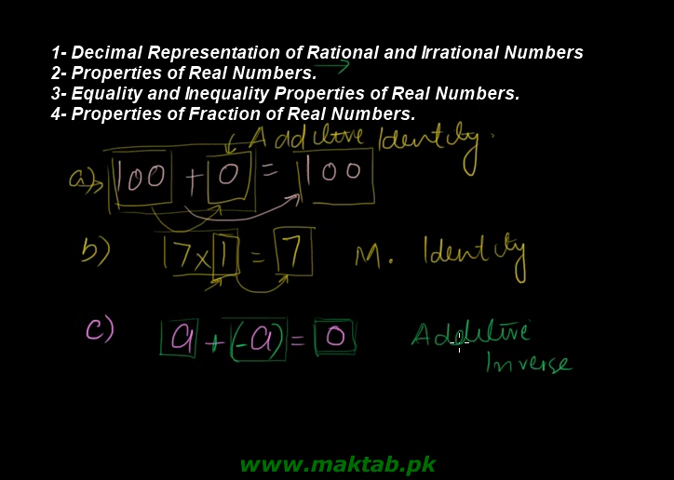 1- Decimal Representation of Rational and Irrational Numbers
2- Properties of Real Numbers.
3- Equality and Inequality Properties of Real Numbers.
4- Properties of Fraction of Real Numbers.
Additive Identity.
a) 100 + 0 = 100
b) 7 x 1 = 7 M. Identity
c) a + (-a) = 0 Additive
Inverse
www.maktab.pk